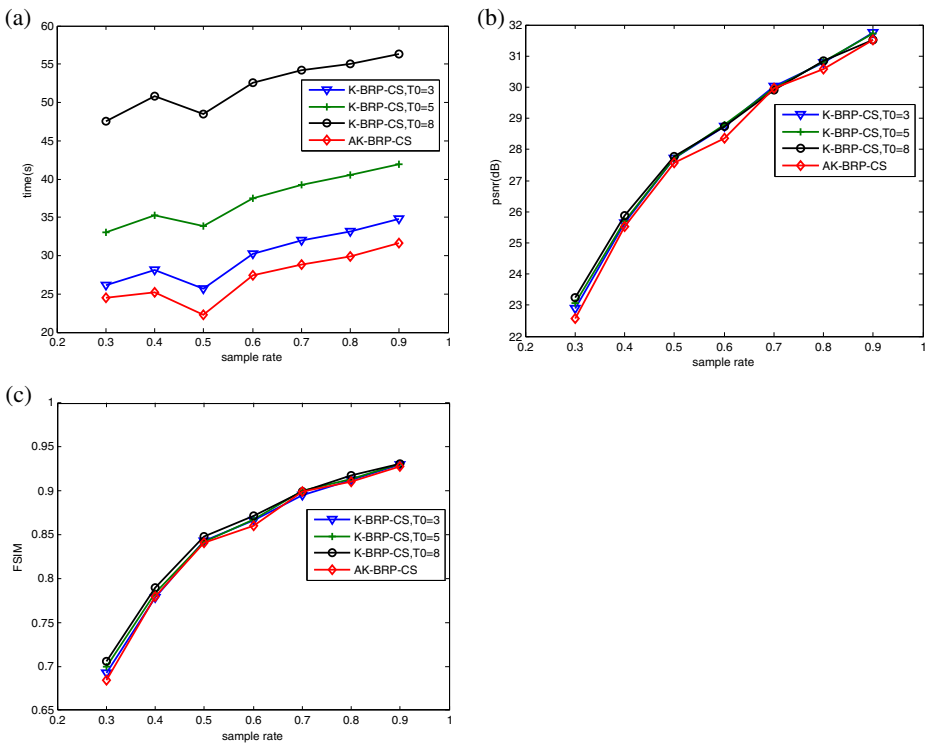 (a)
60
55
50
45
40
35
30
25
20
0.2 0.3 0.4 0.5 0.6 0.7 0.8 0.9 1
time(s)
sample rate
K-BRP-CS,T0=3
K-BRP-CS,T0=5
K-BRP-CS,T0=8
AK-BRP-CS
(b)
32
31
30
29
28
27
26
25
24
23
22
0.2 0.3 0.4 0.5 0.6 0.7 0.8 0.9 1
psnr(dB)
sample rate
K-BRP-CS,T0=3
K-BRP-CS,T0=5
K-BRP-CS,T0=8
AK-BRP-CS
(c)
1
0.95
0.9
0.85
0.8
0.75
0.7
0.65
0.2 0.3 0.4 0.5 0.6 0.7 0.8 0.9 1
FSIM
sample rate
K-BRP-CS,T0=3
K-BRP-CS,T0=5
K-BRP-CS,T0=8
AK-BRP-CS